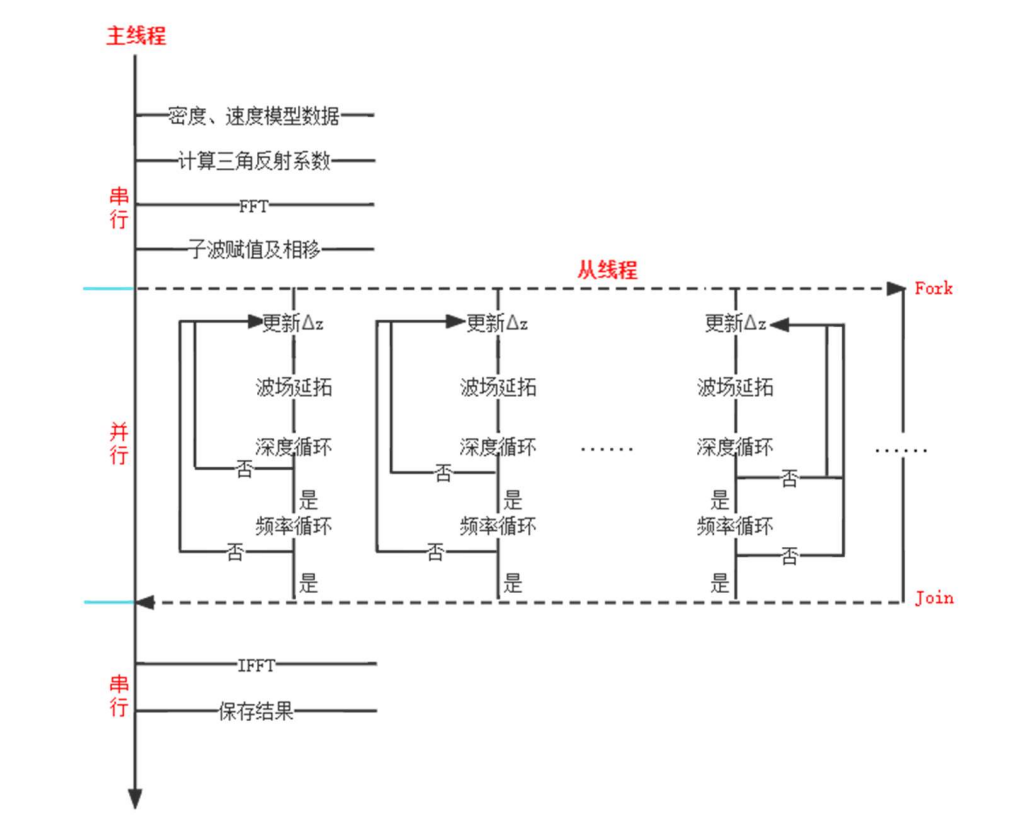 主线程
密度、速度模型数据
计算三角反射系数
串行
FFT
子波赋值及相移
从线程
Fork
更新Δz
更新Δz
更新Δz
波场延拓
波场延拓
波场延拓
并行
深度循环
深度循环
……
深度循环
……
否
否
否
是
是
是
频率循环
频率循环
频率循环
否
否
否
是
是
是
Join
IFFT
串行
保存结果